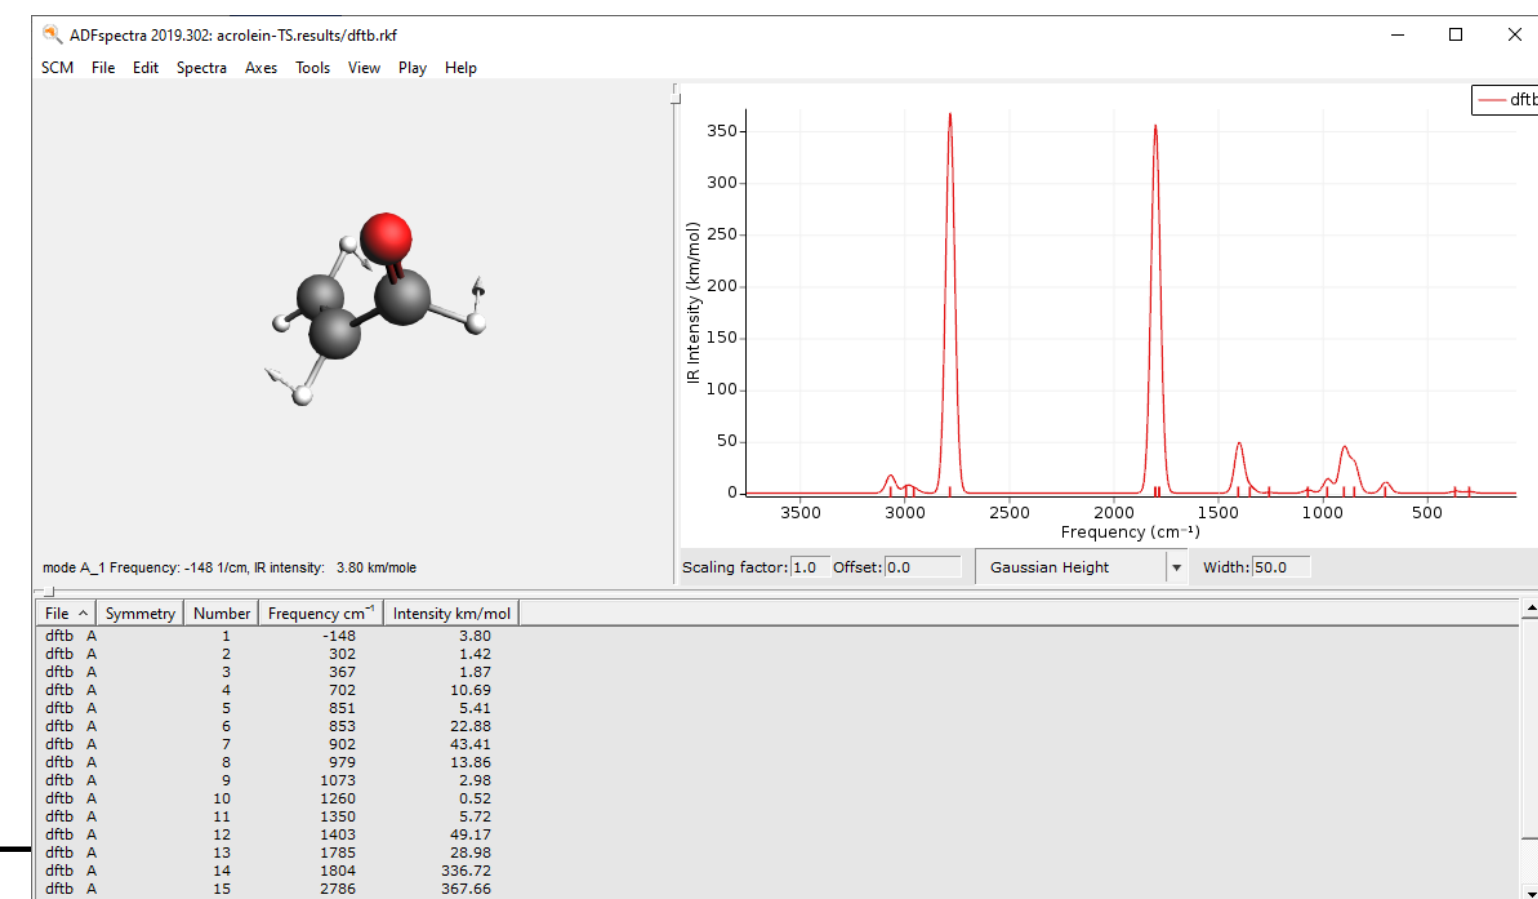 ADFspectra 2019.302: acrolein-TS.results/dftb.rkf
SCM File Edit Spectra Axes Tools View Play Help
dftb
350
300
250
200
150
100
50
0
IR Intensity (km/mol)
3500 3000 2500 2000 1500 1000 500
Frequency (cm⁻¹)
mode A_1 Frequency: -148 1/cm, IR intensity: 3.80 km/mole
Scaling factor: 1.0 Offset: 0.0 Gaussian Height Width: 50.0
File Symmetry Number Frequency cm⁻¹ Intensity km/mol
dftb A 1 -148 3.80
dftb A 2 302 1.42
dftb A 3 367 1.87
dftb A 4 702 10.69
dftb A 5 851 5.41
dftb A 6 853 22.88
dftb A 7 902 43.41
dftb A 8 979 13.86
dftb A 9 1073 2.98
dftb A 10 1260 0.52
dftb A 11 1350 5.72
dftb A 12 1403 49.17
dftb A 13 1785 28.98
dftb A 14 1804 336.72
dftb A 15 2786 367.66